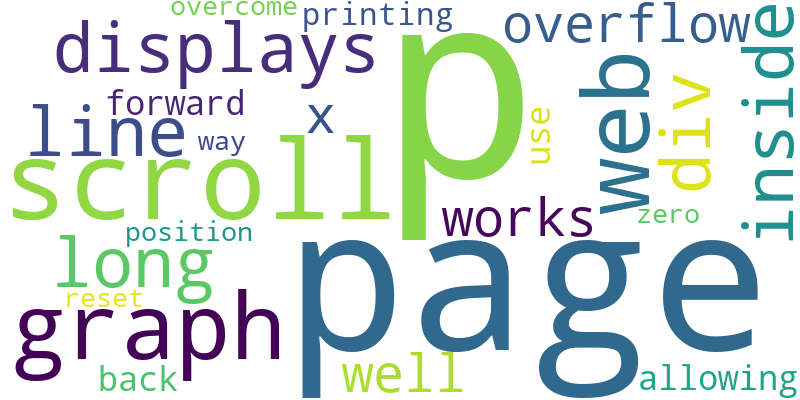 overcome
printing
p
overflow
inside
displays
web
div
forward
line
x
way
use
scroll
works
zero
position
long
page
reset
graph
well
back
allowing